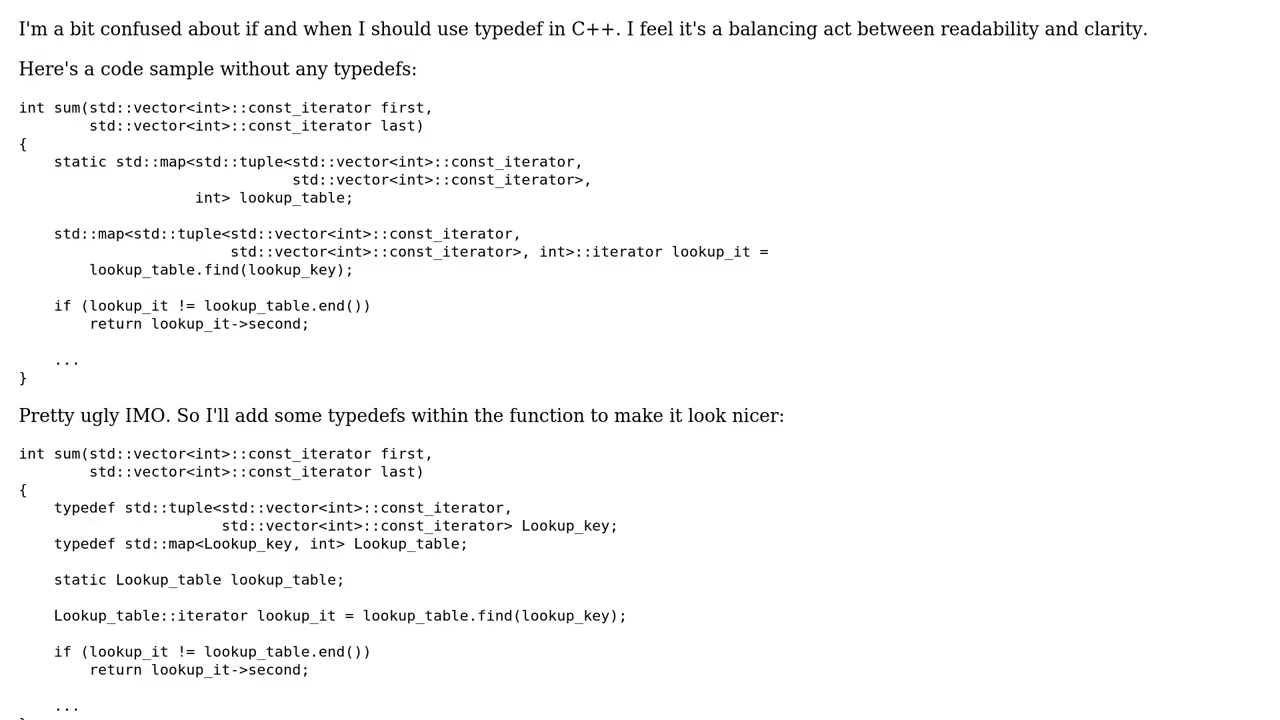 I'm a bit confused about if and when I should use typedef in C++. I feel it's a balancing act between readability and clarity.
Here's a code sample without any typedefs:
int sum(std::vector<int>::const_iterator first,
        std::vector<int>::const_iterator last)
{
    static std::map<std::tuple<std::vector<int>::const_iterator,
                               std::vector<int>::const_iterator>,
                    int> lookup_table;
    std::map<std::tuple<std::vector<int>::const_iterator,
                        std::vector<int>::const_iterator>, int>::iterator lookup_it =
        lookup_table.find(lookup_key);
    if (lookup_it != lookup_table.end())
        return lookup_it->second;
    ...
}
Pretty ugly IMO. So I'll add some typedefs within the function to make it look nicer:
int sum(std::vector<int>::const_iterator first,
        std::vector<int>::const_iterator last)
{
    typedef std::tuple<std::vector<int>::const_iterator,
                       std::vector<int>::const_iterator> Lookup_key;
    typedef std::map<Lookup_key, int> Lookup_table;
    static Lookup_table lookup_table;
    Lookup_table::iterator lookup_it = lookup_table.find(lookup_key);
    if (lookup_it != lookup_table.end())
        return lookup_it->second;
    ...